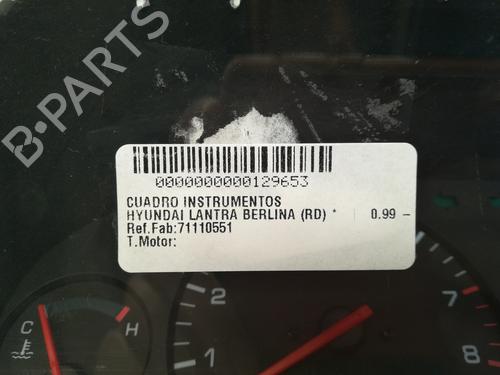 B-PARTS
0000000000129653
CUADRO INSTRUMENTOS
HYUNDAI LANTRA BERLINA (RD) * 0.99 -
Ref.Fab:71110551
T.Motor:
C H
1 2 7 8